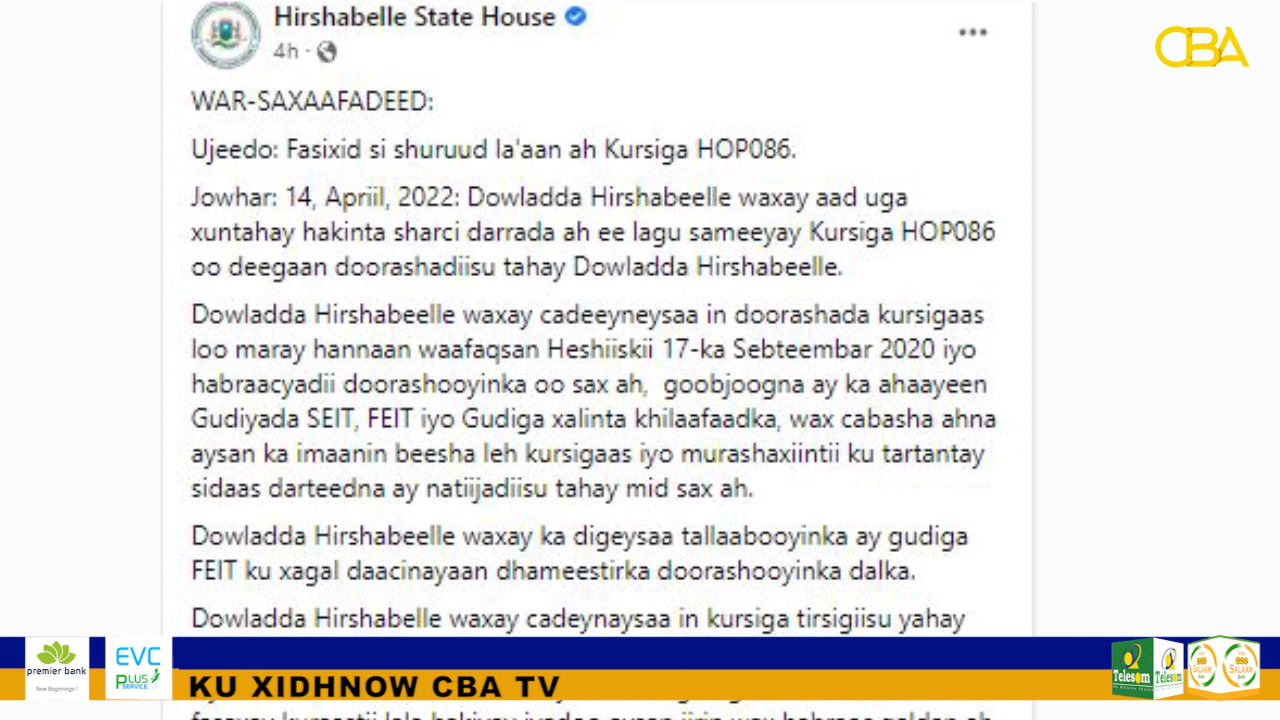 Hirshabelle State House
4h ·
CBA
WAR-SAXAAFADEED:
Ujeedo: Fasixid si shuruud la'aan ah Kursiga HOP086.
Jowhar: 14, Apriil, 2022: Dowladda Hirshabeelle waxay aad uga
xuntahay hakinta sharci darrada ah ee lagu sameeyay Kursiga HOP086
oo deegaan doorashadiisu tahay Dowladda Hirshabeelle.
Dowladda Hirshabeelle waxay cadeeyneysaa in doorashada kursigaas
loo maray hannaan waafaqsan Heshiiskii 17-ka Sebteembar 2020 iyo
habraacyadii doorashooyinka oo sax ah, goobjoogna ay ka ahaayeen
Gudiyada SEIT, FEIT iyo Gudiga xalinta khilaafaadka, wax cabasha ahna
aysan ka imaanin beesha leh kursigaas iyo murashaxiintii ku tartantay
sidaas darteedna ay natiijadiisu tahay mid sax ah.
Dowladda Hirshabeelle waxay ka digeysaa tallaabooyinka ay gudiga
FEIT ku xagal daacinayaan dhameestirka doorashooyinka dalka.
Dowladda Hirshabelle waxay cadeynaysaa in kursiga tirsigiisu yahay
premier bank
New Beginnings !
EVC
PLUS
SERVICE
KU XIDHNOW CBA TV
Telesom
Telesom
SALAAM
SALAAM